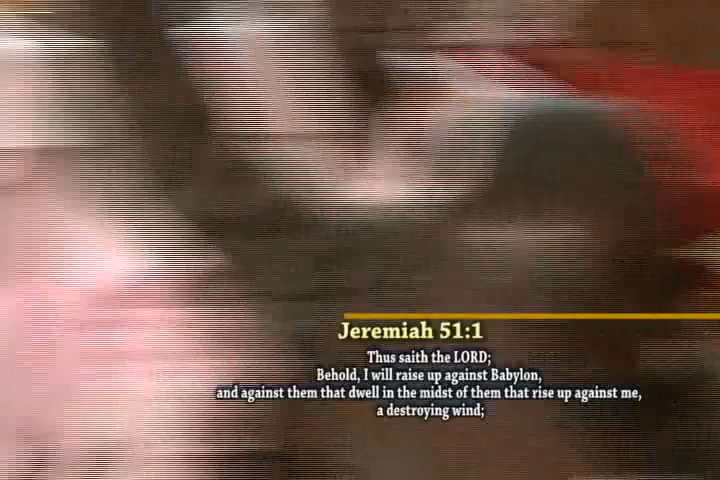 Jeremiah 51:1
Thus saith the LORD;
Behold, I will raise up against Babylon,
and against them that dwell in the midst of them that rise up against me,
a destroying wind;